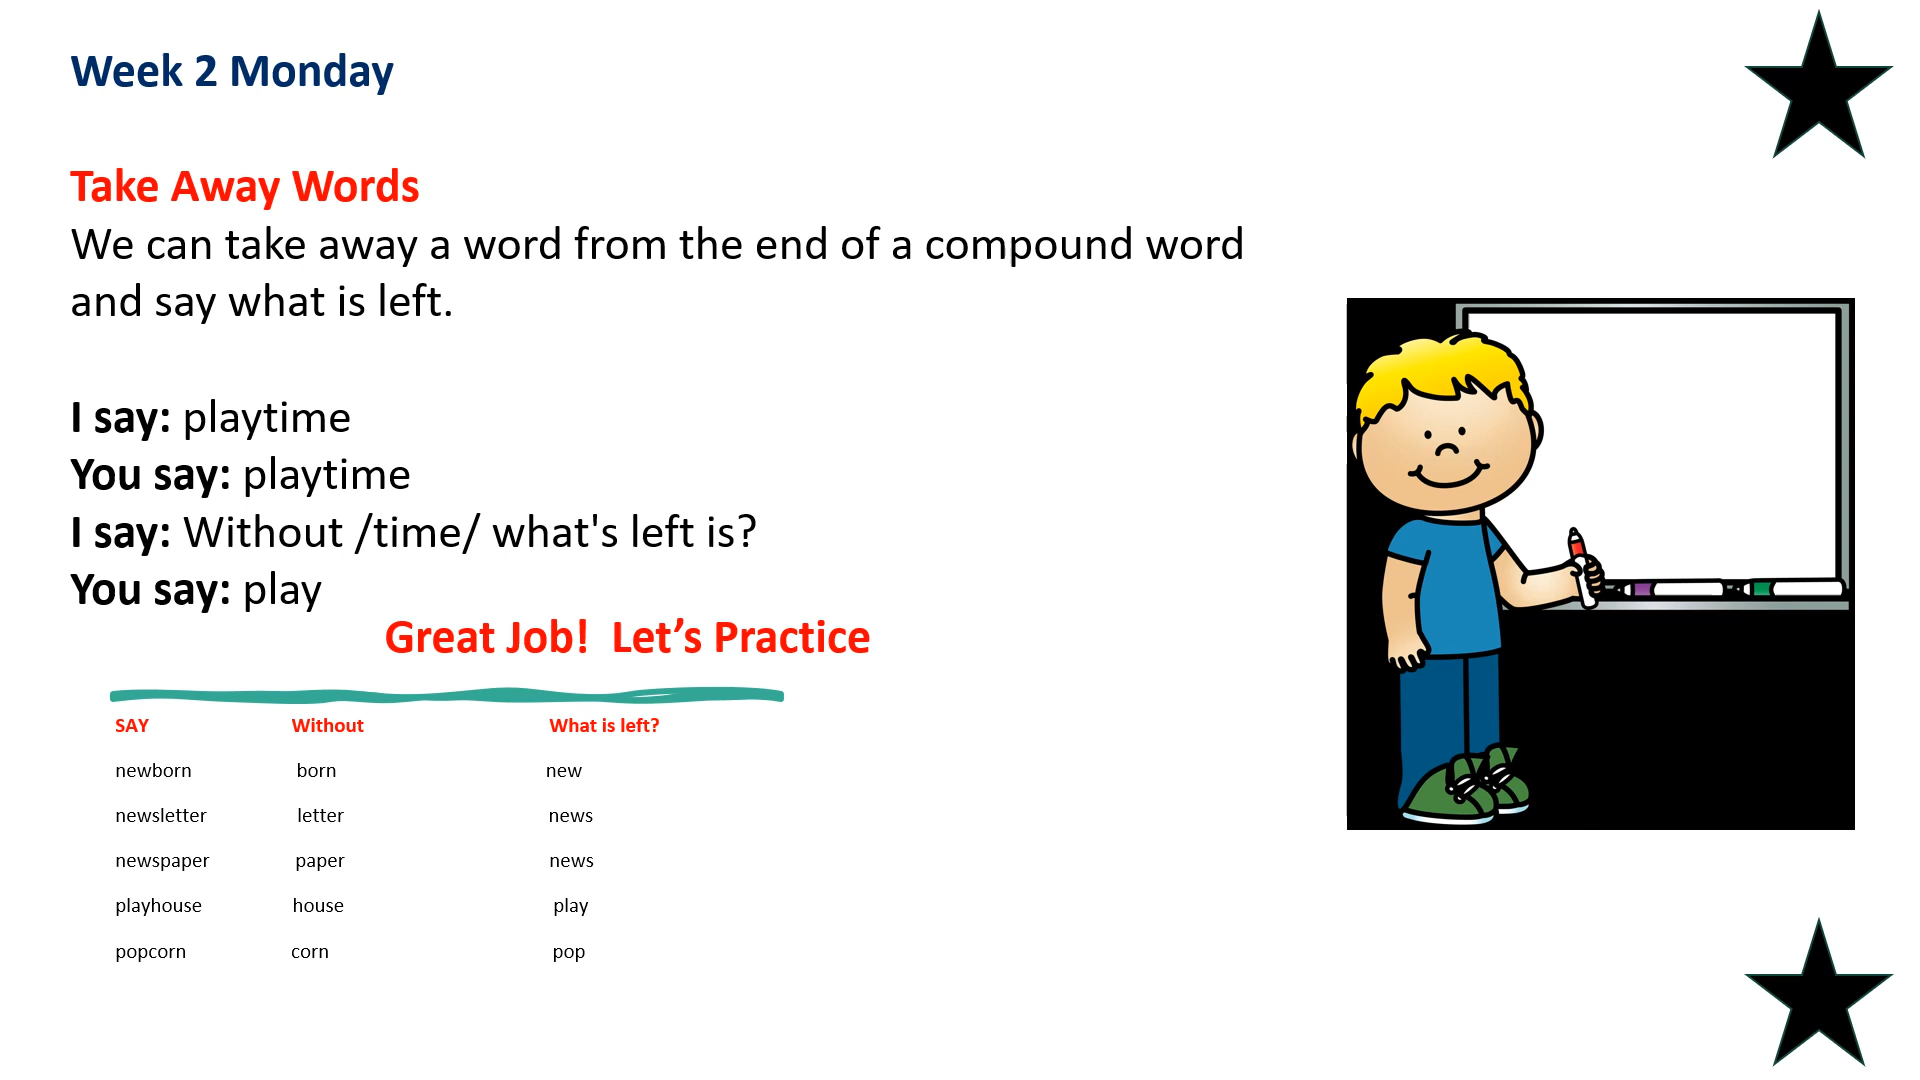 Week 2 Monday
Take Away Words
We can take away a word from the end of a compound word
and say what is left.
I say: playtime
You say: playtime
I say: Without /time/ what's left is?
You say: play
Great Job!  Let’s Practice
SAY Without What is left?
newborn born new
newsletter letter news
newspaper paper news
playhouse house play
popcorn corn pop